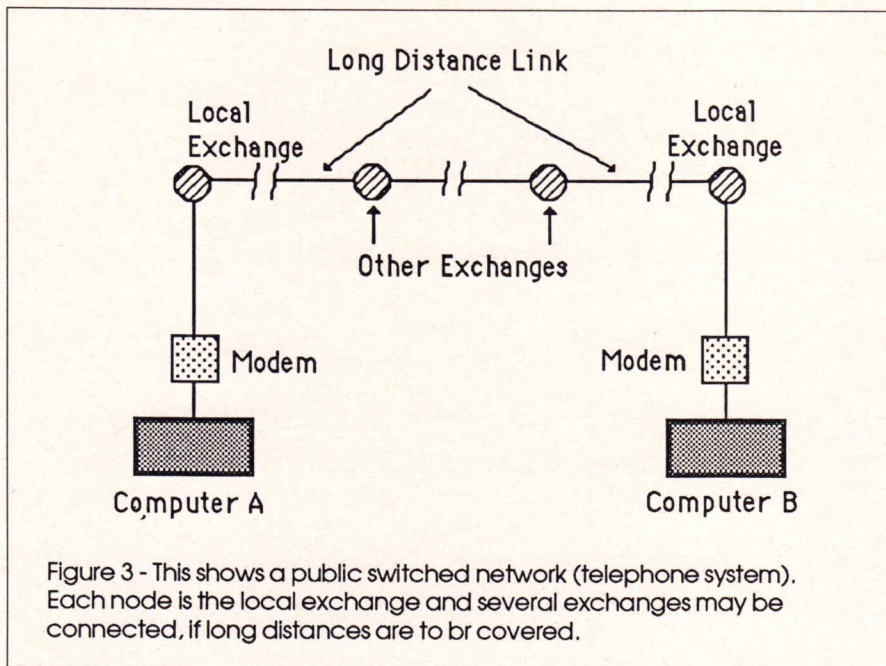 Long Distance Link
Local
Exchange
Local
Exchange
Other Exchanges
Modem
Modem
Computer A
Computer B
Figure 3 - This shows a public switched network (telephone system).
Each node is the local exchange and several exchanges may be
connected, if long distances are to br covered.